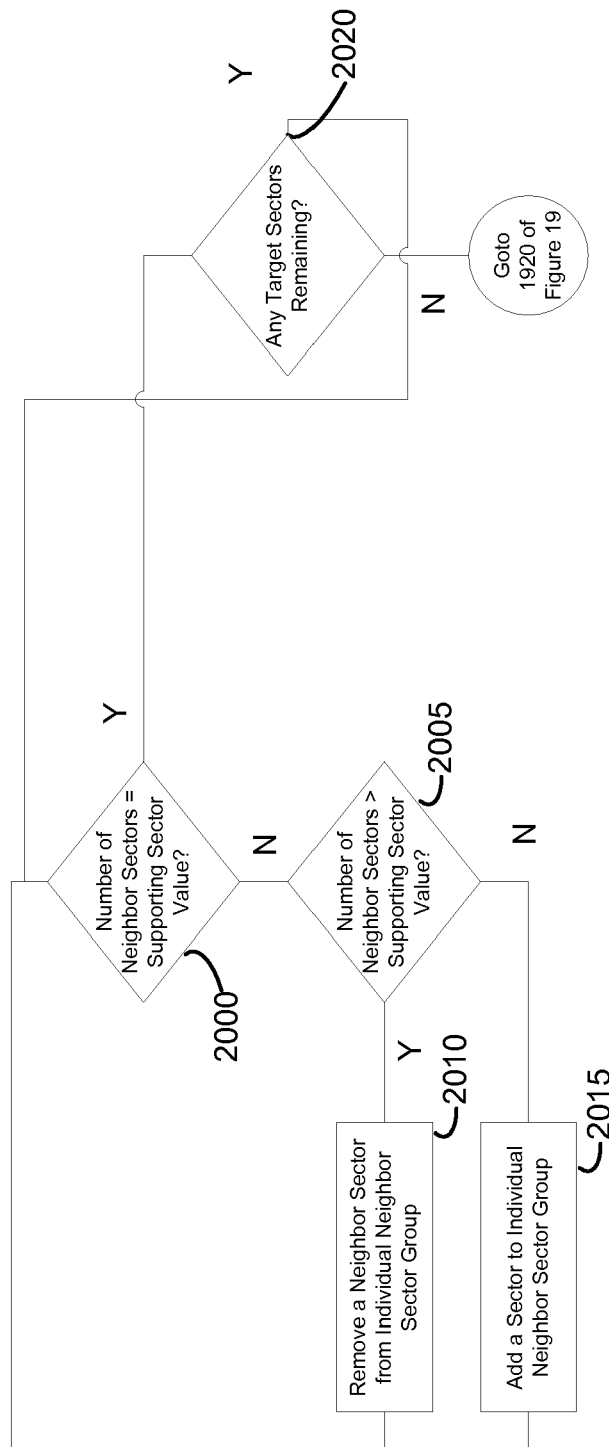 Number of
Neighbor Sectors =
Supporting Sector
Value?
2000
Y
N
Number of
Neighbor Sectors >
Supporting Sector
Value?
2005
Y
N
Remove a Neighbor Sector
from Individual Neighbor
Sector Group
2010
Add a Sector to Individual
Neighbor Sector Group
2015
Any Target Sectors
Remaining?
2020
Y
N
Goto
1920 of
Figure 19